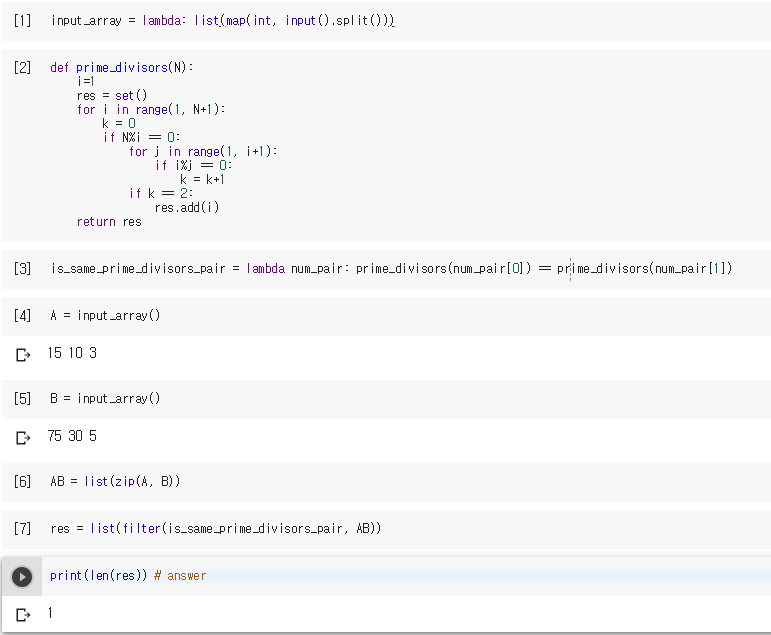 [1] input_array = lambda: list(map(int, input().split()))
[2] def prime_divisors(N):
i=1
res = set()
for i in range(1, N+1):
k = 0
if N%i == 0:
for j in range(1, i+1):
if i%j == 0:
k = k+1
if k == 2:
res.add(i)
return res
[3] is_same_prime_divisors_pair = lambda num_pair: prime_divisors(num_pair[0]) == prime_divisors(num_pair[1])
[4] A = input_array()
15 10 3
[5] B = input_array()
75 30 5
[6] AB = list(zip(A, B))
[7] res = list(filter(is_same_prime_divisors_pair, AB))
print(len(res)) # answer
1